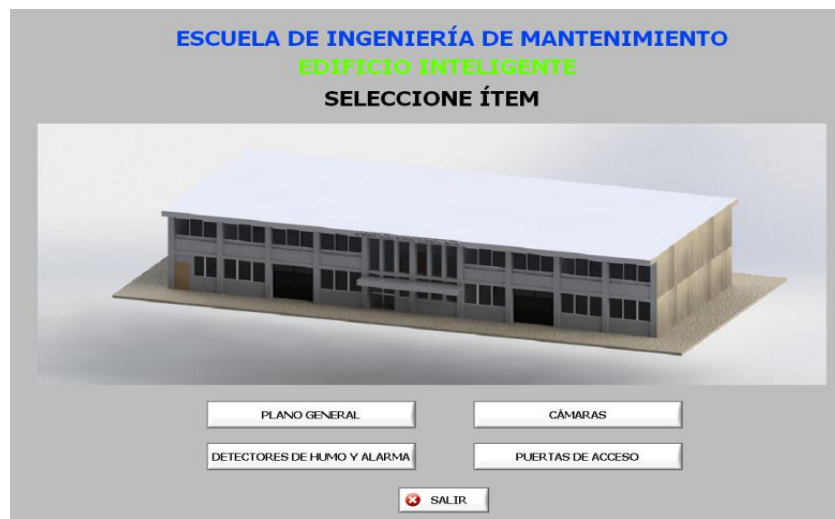 ESCUELA DE INGENIERÍA DE MANTENIMIENTO
EDIFICIO INTELIGENTE
SELECCIONE ÍTEM
PLANO GENERAL
CÁMARAS
DETECTORES DE HUMO Y ALARMA
PUERTAS DE ACCESO
SALIR